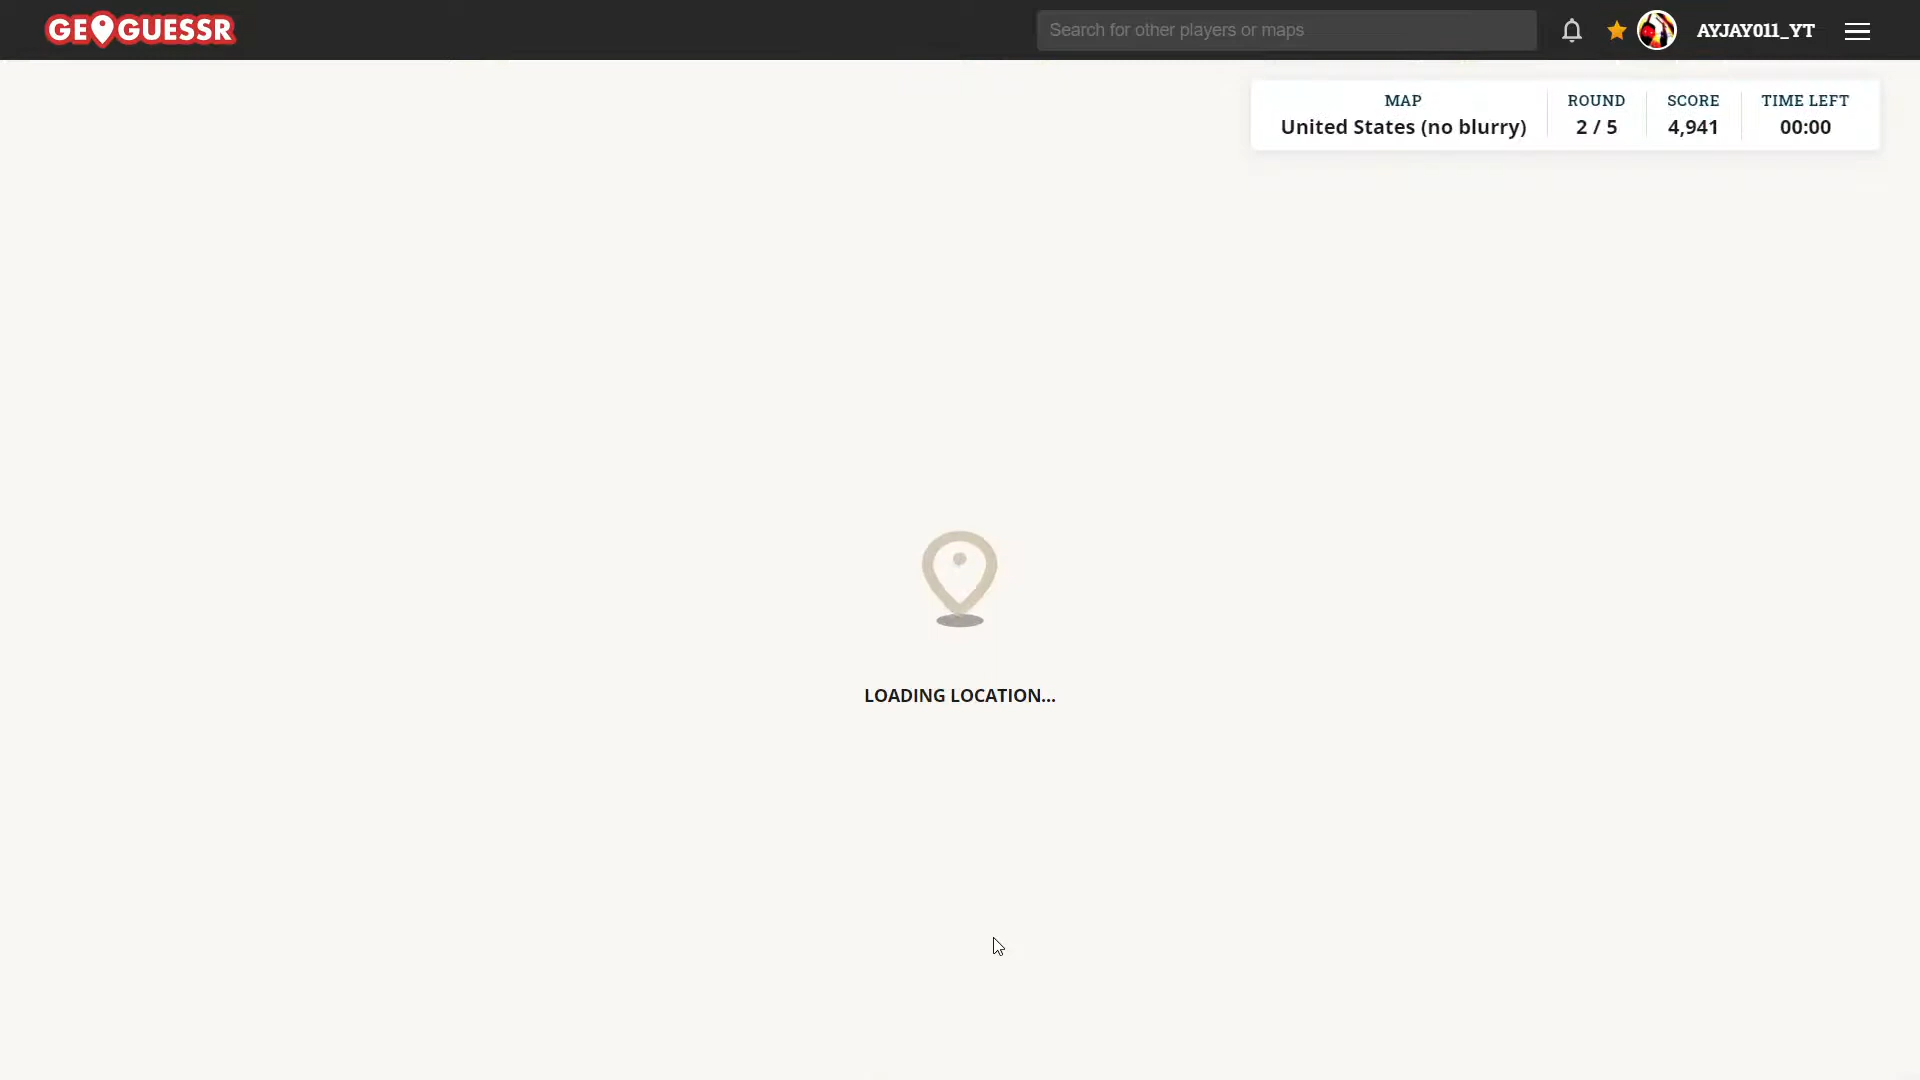 GEOGUESSR
Search for other players or maps
AYJAY011_YT
MAP
United States (no blurry)
ROUND
2 / 5
SCORE
4,941
TIME LEFT
00:00
LOADING LOCATION...